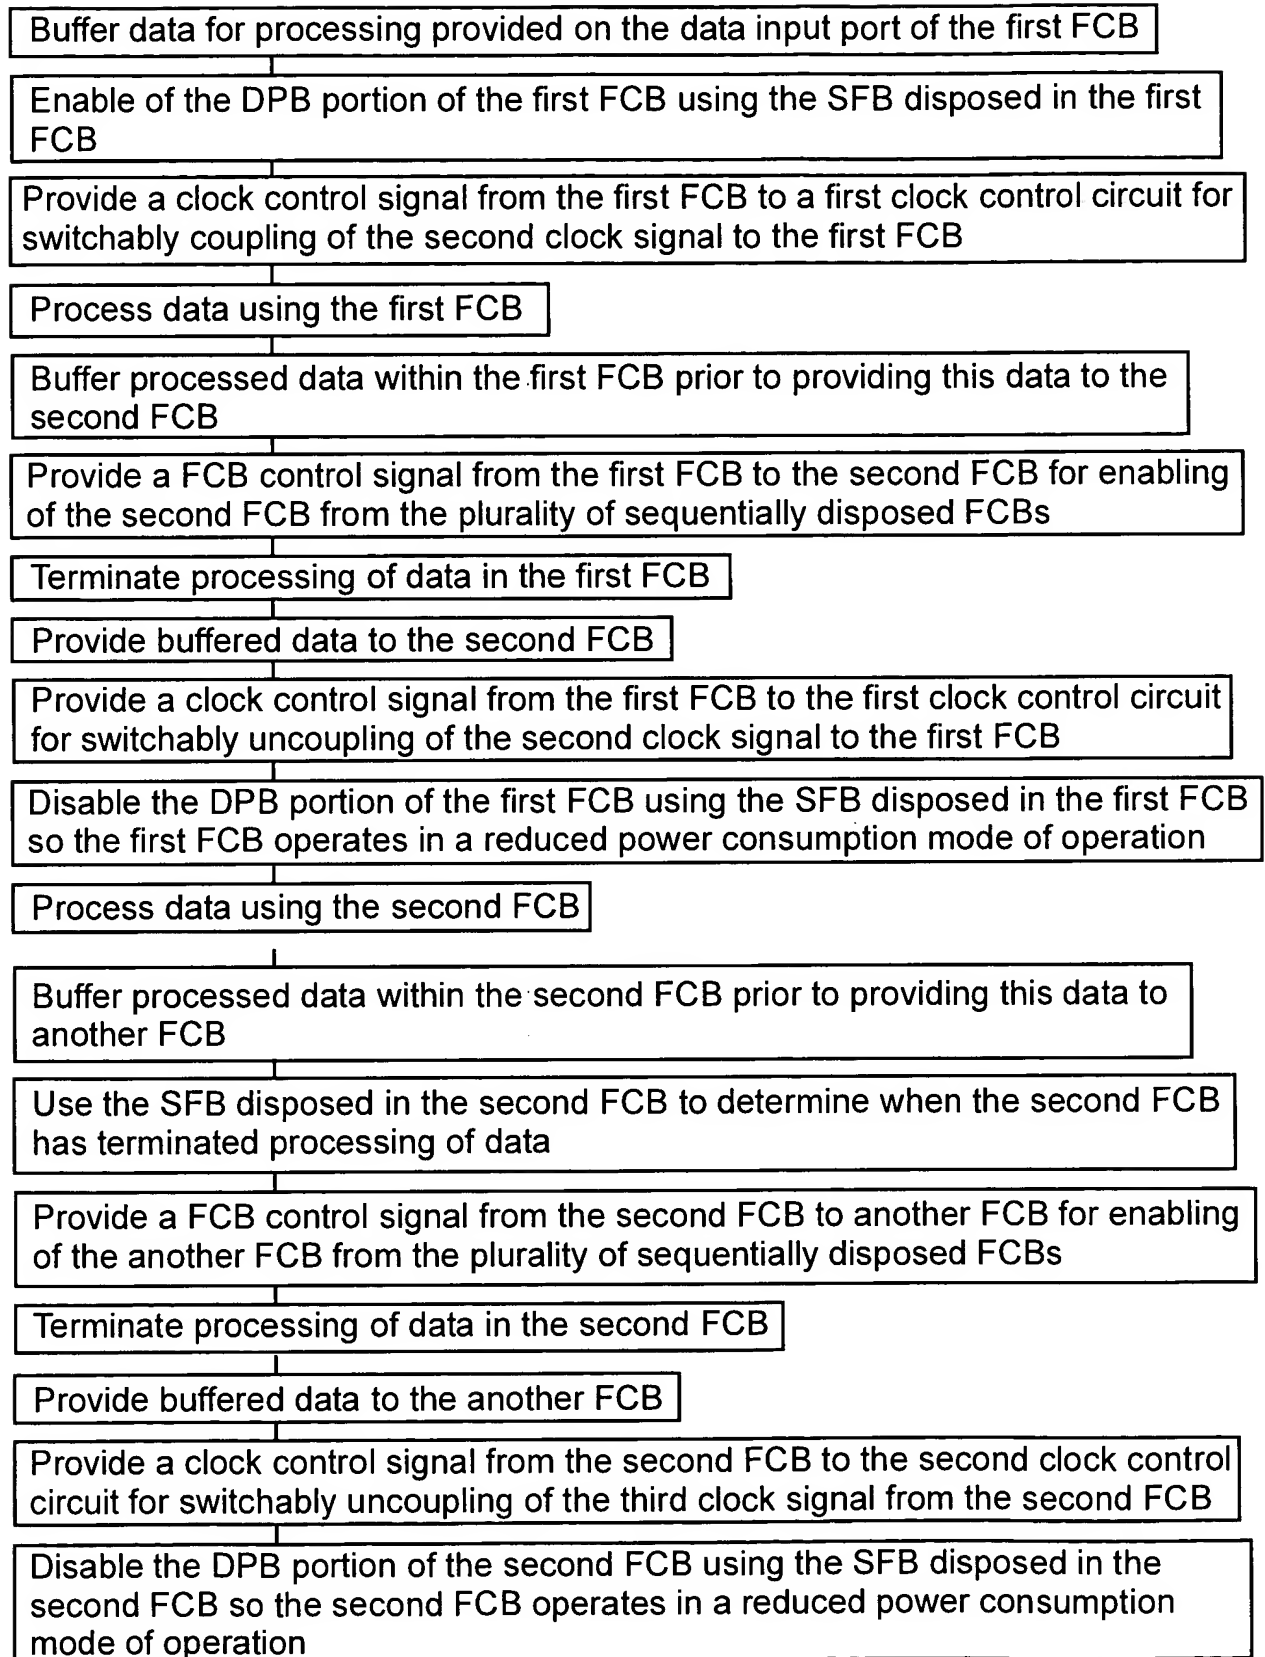 Buffer data for processing provided on the data input port of the first FCB
Enable of the DPB portion of the first FCB using the SFB disposed in the first
FCB
Provide a clock control signal from the first FCB to a first clock control circuit for
switchably coupling of the second clock signal to the first FCB
Process data using the first FCB
Buffer processed data within the first FCB prior to providing this data to the
second FCB
Provide a FCB control signal from the first FCB to the second FCB for enabling
of the second FCB from the plurality of sequentially disposed FCBs
Terminate processing of data in the first FCB
Provide buffered data to the second FCB
Provide a clock control signal from the first FCB to the first clock control circuit
for switchably uncoupling of the second clock signal to the first FCB
Disable the DPB portion of the first FCB using the SFB disposed in the first FCB
so the first FCB operates in a reduced power consumption mode of operation
Process data using the second FCB
Buffer processed data within the second FCB prior to providing this data to
another FCB
Use the SFB disposed in the second FCB to determine when the second FCB
has terminated processing of data
Provide a FCB control signal from the second FCB to another FCB for enabling
of the another FCB from the plurality of sequentially disposed FCBs
Terminate processing of data in the second FCB
Provide buffered data to the another FCB
Provide a clock control signal from the second FCB to the second clock control
circuit for switchably uncoupling of the third clock signal from the second FCB
Disable the DPB portion of the second FCB using the SFB disposed in the
second FCB so the second FCB operates in a reduced power consumption
mode of operation